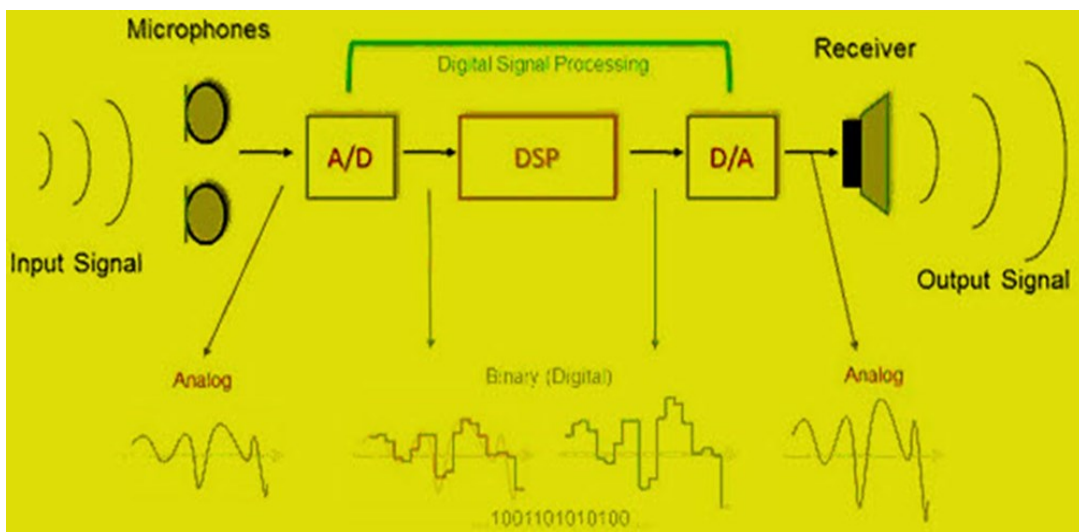 Microphones
Digital Signal Processing
Receiver
A/D
DSP
D/A
Input Signal
Output Signal
Analog
Binary (Digital)
Analog
1001101010100